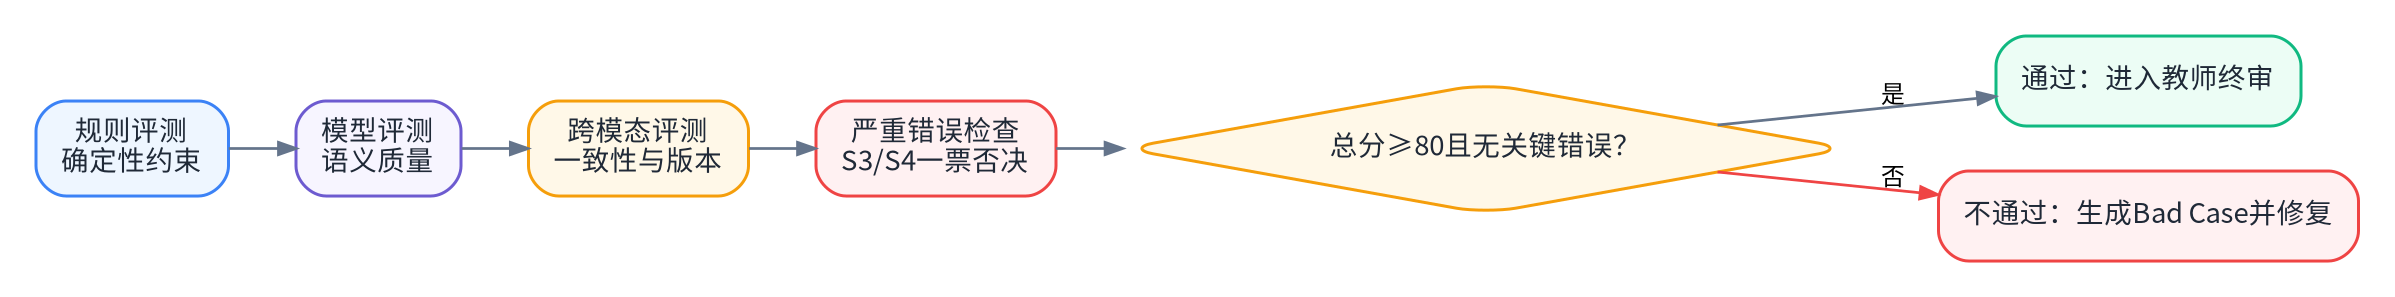 规则评测
确定性约束
模型评测
语义质量
跨模态评测
一致性与版本
严重错误检查
S3/S4一票否决
总分≥80且无关键错误?
是
通过：进入教师终审
否
不通过：生成Bad Case并修复